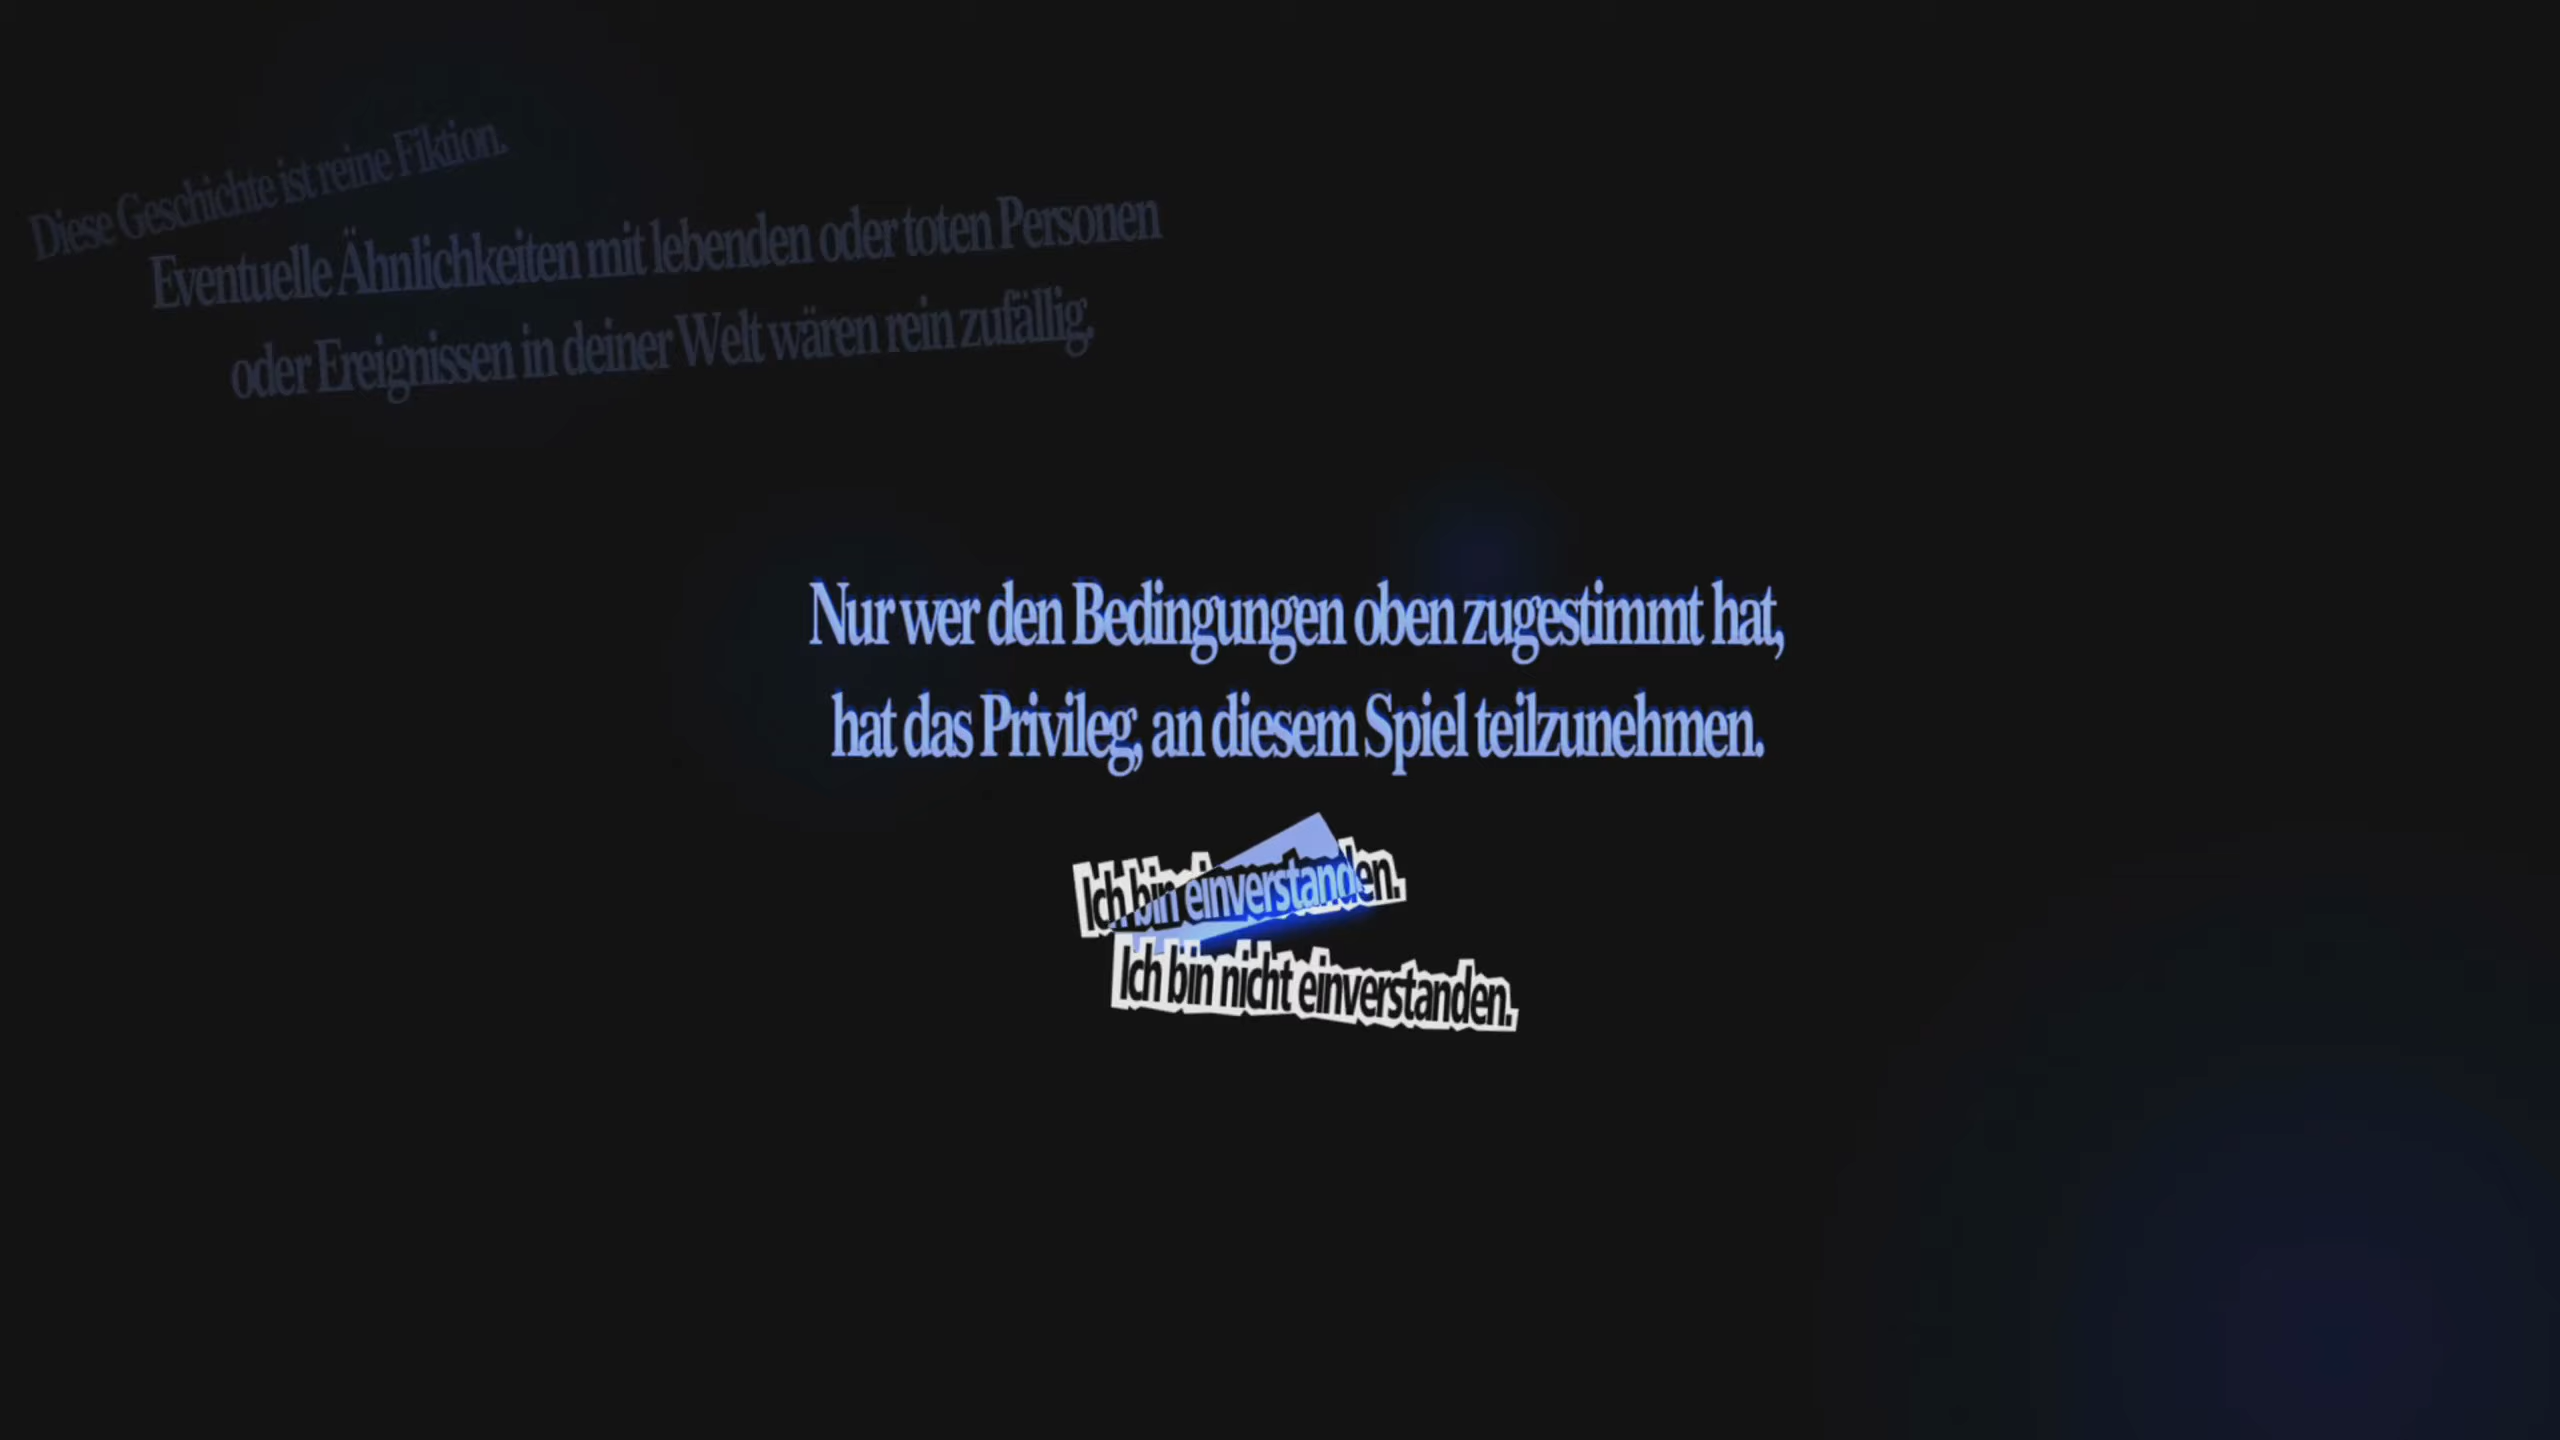 Diese Geschichte ist reine Fiktion.
Eventuelle Ähnlichkeiten mit lebenden oder toten Personen
oder Ereignissen in deiner Welt wären rein zufällig.
Nur wer den Bedingungen oben zugestimmt hat,
hat das Privileg, an diesem Spiel teilzunehmen.
Ich bin einverstanden.
Ich bin nicht einverstanden.